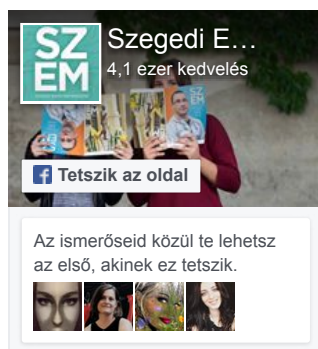 SZ
EM
Szegedi E…
4,1 ezer kedvelés
Tetszik az oldal
Az ismerőseid közül te lehetsz
az első, akinek ez tetszik.